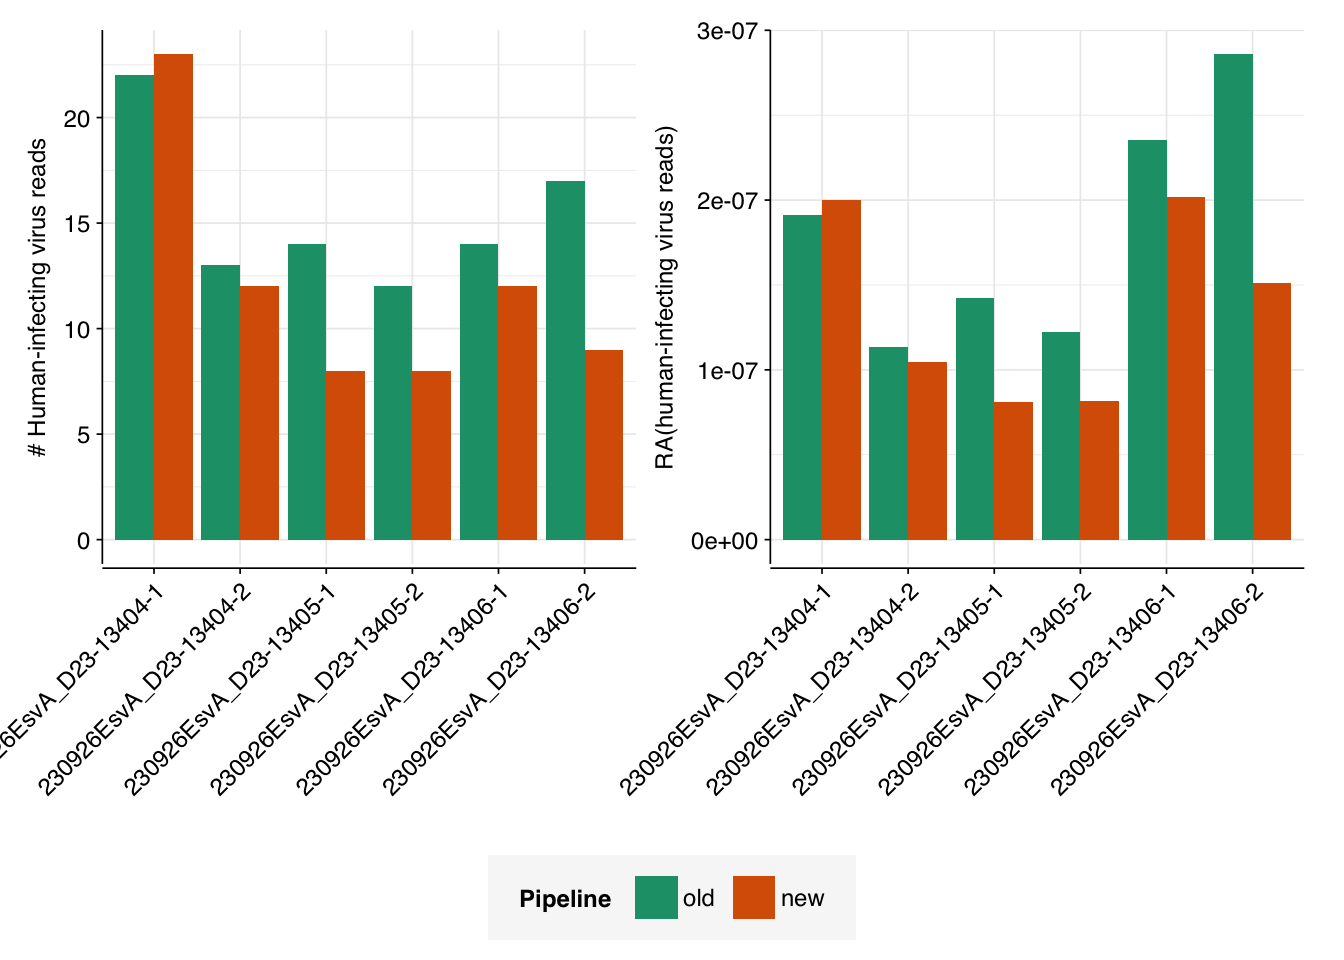 # Human-infecting virus reads
20
15
10
5
0
26EsvA_D23-13404-1
230926EsvA_D23-13404-2
230926EsvA_D23-13405-1
230926EsvA_D23-13405-2
230926EsvA_D23-13406-1
230926EsvA_D23-13406-2
RA(human-infecting virus reads)
3e-07
2e-07
1e-07
0e+00
230926EsvA_D23-13404-1
230926EsvA_D23-13404-2
230926EsvA_D23-13405-1
230926EsvA_D23-13405-2
230926EsvA_D23-13406-1
230926EsvA_D23-13406-2
Pipeline old new